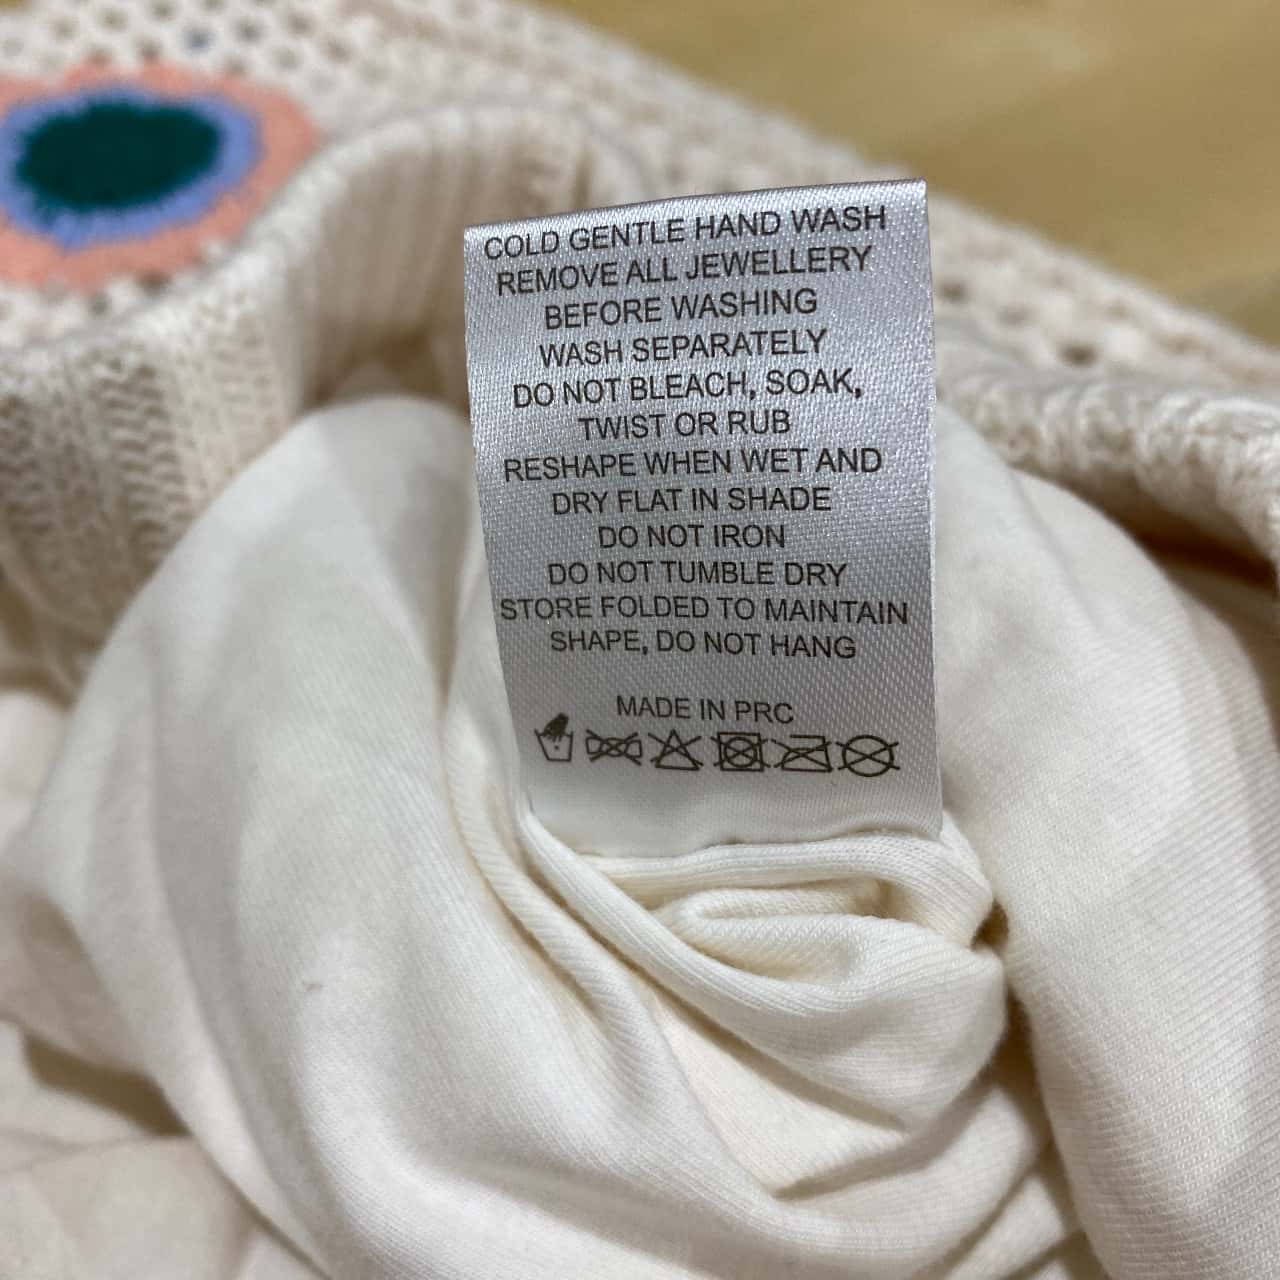 COLD GENTLE HAND WASH
REMOVE ALL JEWELLERY
BEFORE WASHING
WASH SEPARATELY
DO NOT BLEACH, SOAK,
TWIST OR RUB
RESHAPE WHEN WET AND
DRY FLAT IN SHADE
DO NOT IRON
DO NOT TUMBLE DRY
STORE FOLDED TO MAINTAIN
SHAPE, DO NOT HANG
MADE IN PRC